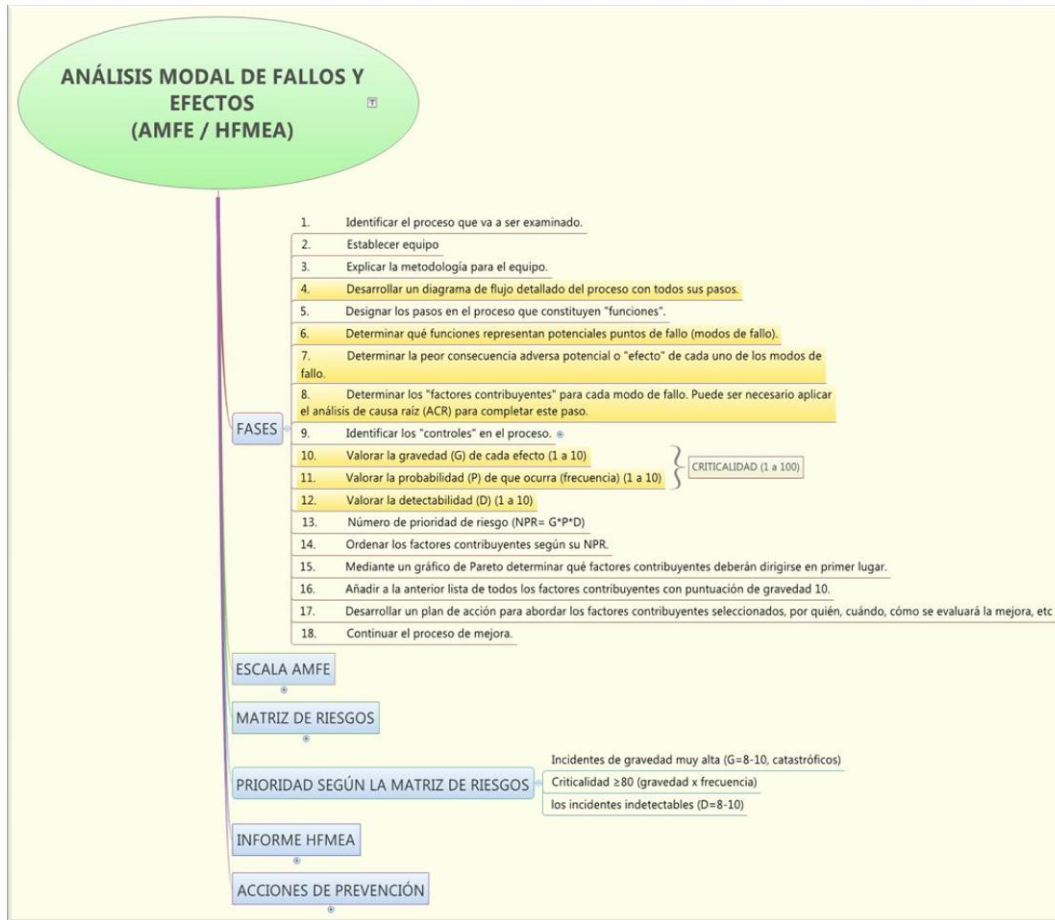 ANÁLISIS MODAL DE FALLOS Y
EFECTOS
(AMFE / HFMEA)
T
1. Identificar el proceso que va a ser examinado.
2. Establecer equipo
3. Explicar la metodología para el equipo.
4. Desarrollar un diagrama de flujo detallado del proceso con todos sus pasos.
5. Designar los pasos en el proceso que constituyen "funciones".
6. Determinar qué funciones representan potenciales puntos de fallo (modos de fallo).
7. Determinar la peor consecuencia adversa potencial o "efecto" de cada uno de los modos de
fallo.
8. Determinar los "factores contribuyentes" para cada modo de fallo. Puede ser necesario aplicar
el análisis de causa raíz (ACR) para completar este paso.
FASES
9. Identificar los "controles" en el proceso.
10. Valorar la gravedad (G) de cada efecto (1 a 10)
CRITICALIDAD (1 a 100)
11. Valorar la probabilidad (P) de que ocurra (frecuencia) (1 a 10)
12. Valorar la detectabilidad (D) (1 a 10)
13. Número de prioridad de riesgo (NPR= G*P*D)
14. Ordenar los factores contribuyentes según su NPR.
15. Mediante un gráfico de Pareto determinar qué factores contribuyentes deberán dirigirse en primer lugar.
16. Añadir a la anterior lista de todos los factores contribuyentes con puntuación de gravedad 10.
17. Desarrollar un plan de acción para abordar los factores contribuyentes seleccionados, por quién, cuándo, cómo se evaluará la mejora, etc
18. Continuar el proceso de mejora.
ESCALA AMFE
MATRIZ DE RIESGOS
PRIORIDAD SEGÚN LA MATRIZ DE RIESGOS
Incidentes de gravedad muy alta (G=8-10, catastróficos)
Criticalidad ≥80 (gravedad x frecuencia)
los incidentes indetectables (D=8-10)
INFORME HFMEA
ACCIONES DE PREVENCIÓN